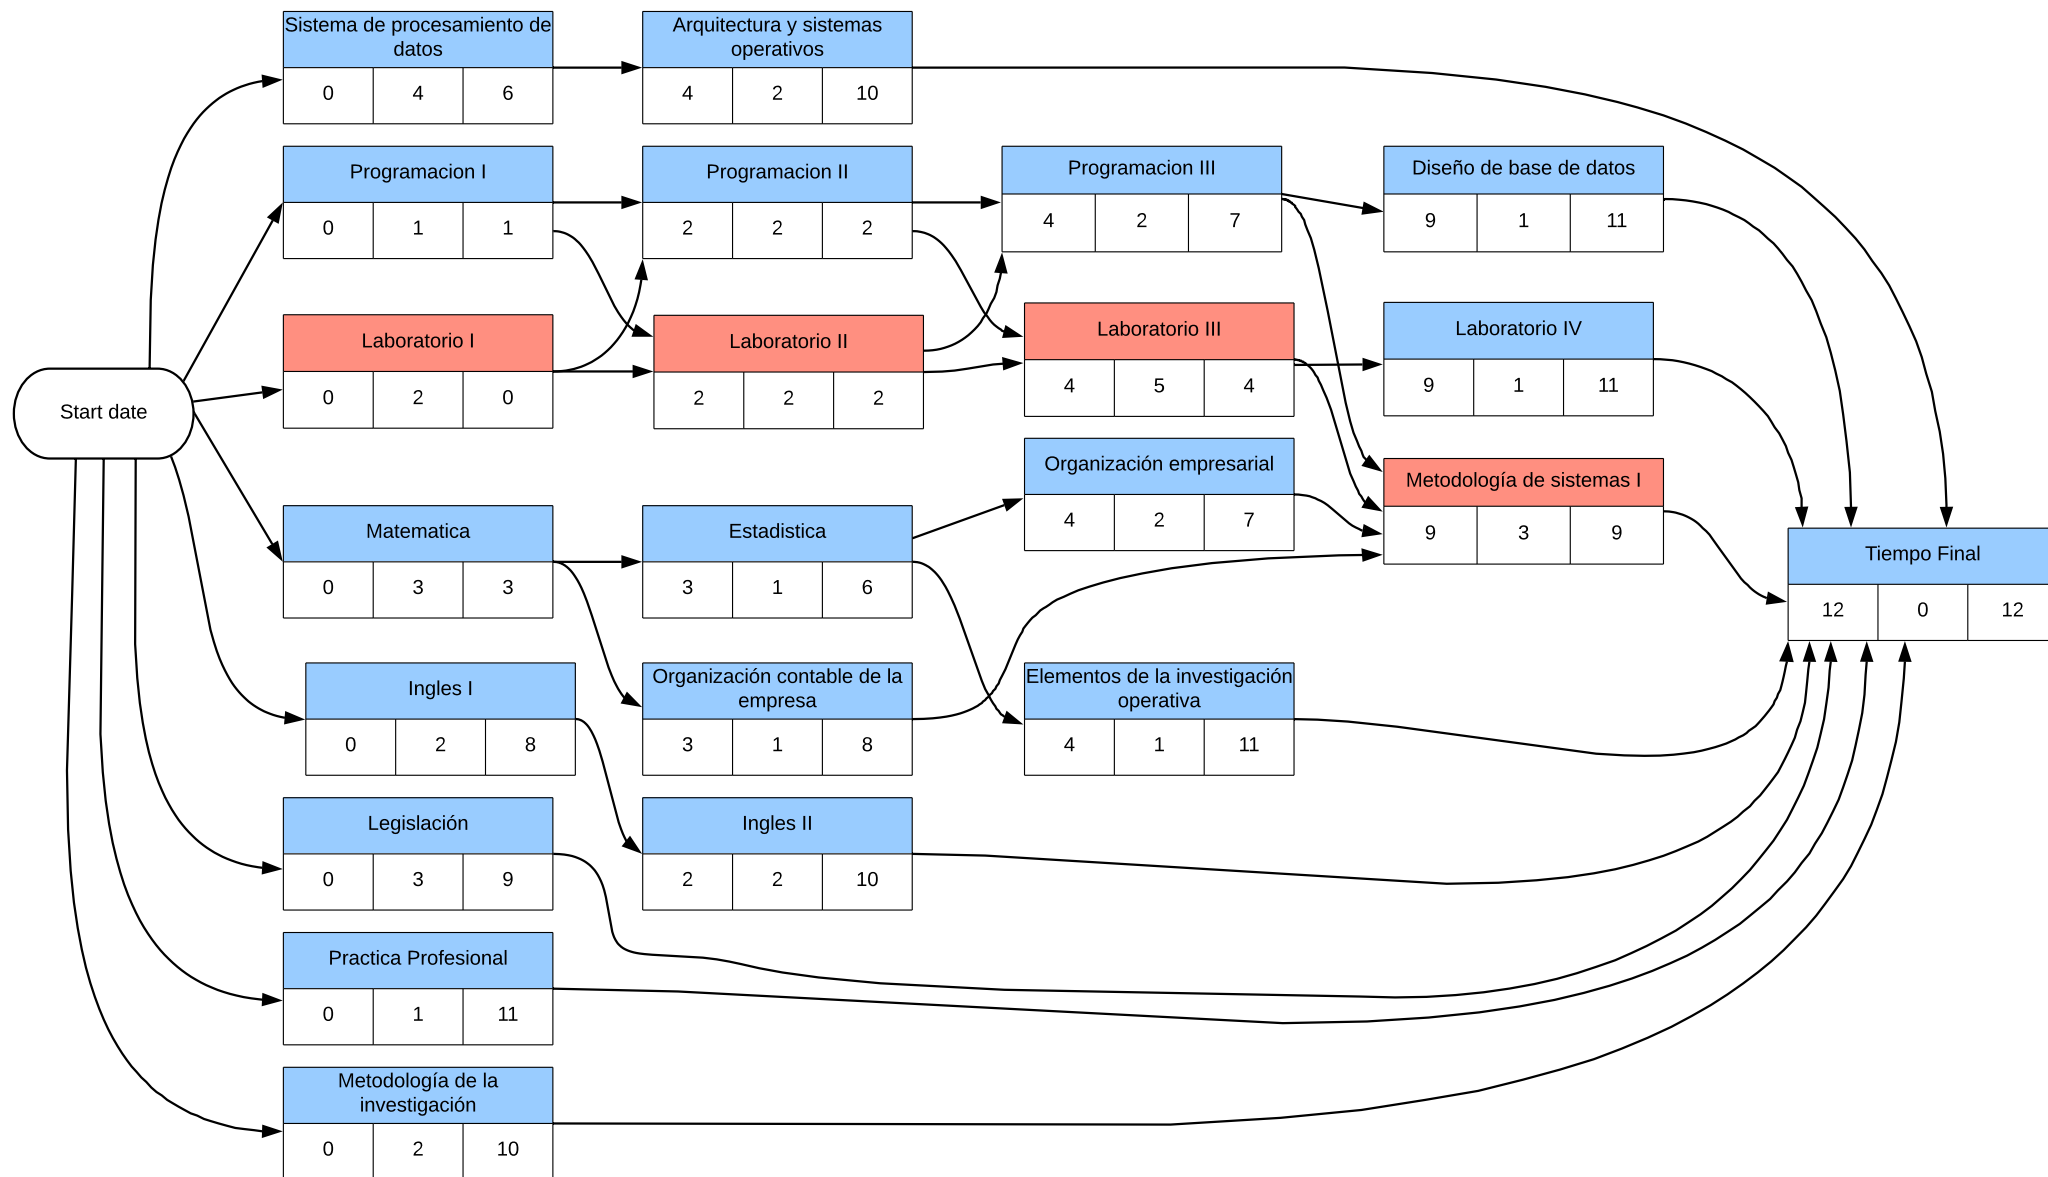 Sistema de procesamiento de
datos
0 4 6
Arquitectura y sistemas
operativos
4 2 10
Programacion I
0 1 1
Programacion II
2 2 2
Programacion III
4 2 7
Diseño de base de datos
9 1 11
Laboratorio I
0 2 0
Laboratorio II
2 2 2
Laboratorio III
4 5 4
Laboratorio IV
9 1 11
Start date
Organización empresarial
4 2 7
Metodología de sistemas I
9 3 9
Matematica
0 3 3
Estadistica
3 1 6
Tiempo Final
12 0 12
Ingles I
0 2 8
Organización contable de la
empresa
3 1 8
Elementos de la investigación
operativa
4 1 11
Legislación
0 3 9
Ingles II
2 2 10
Practica Profesional
0 1 11
Metodología de la
investigación
0 2 10